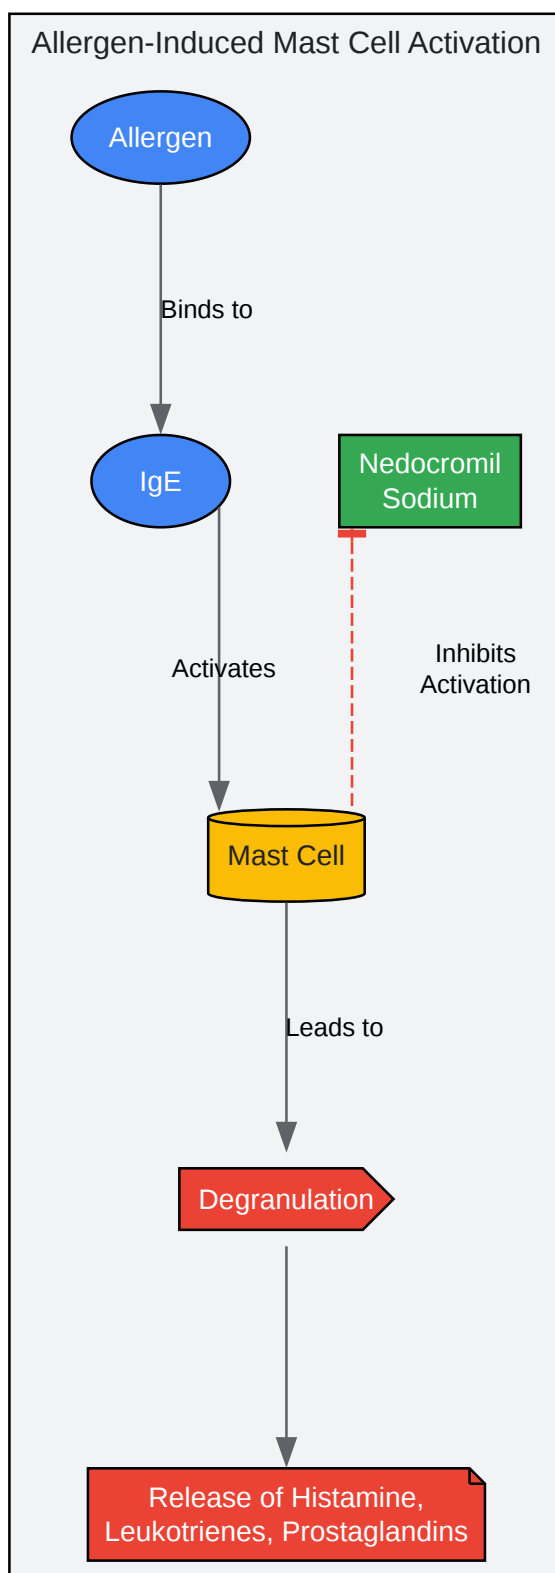 Allergen-Induced Mast Cell Activation
Allergen
Binds to
IgE
Nedocromil
Sodium
Activates
Inhibits
Activation
Mast Cell
Leads to
Degranulation
Release of Histamine,
Leukotrienes, Prostaglandins